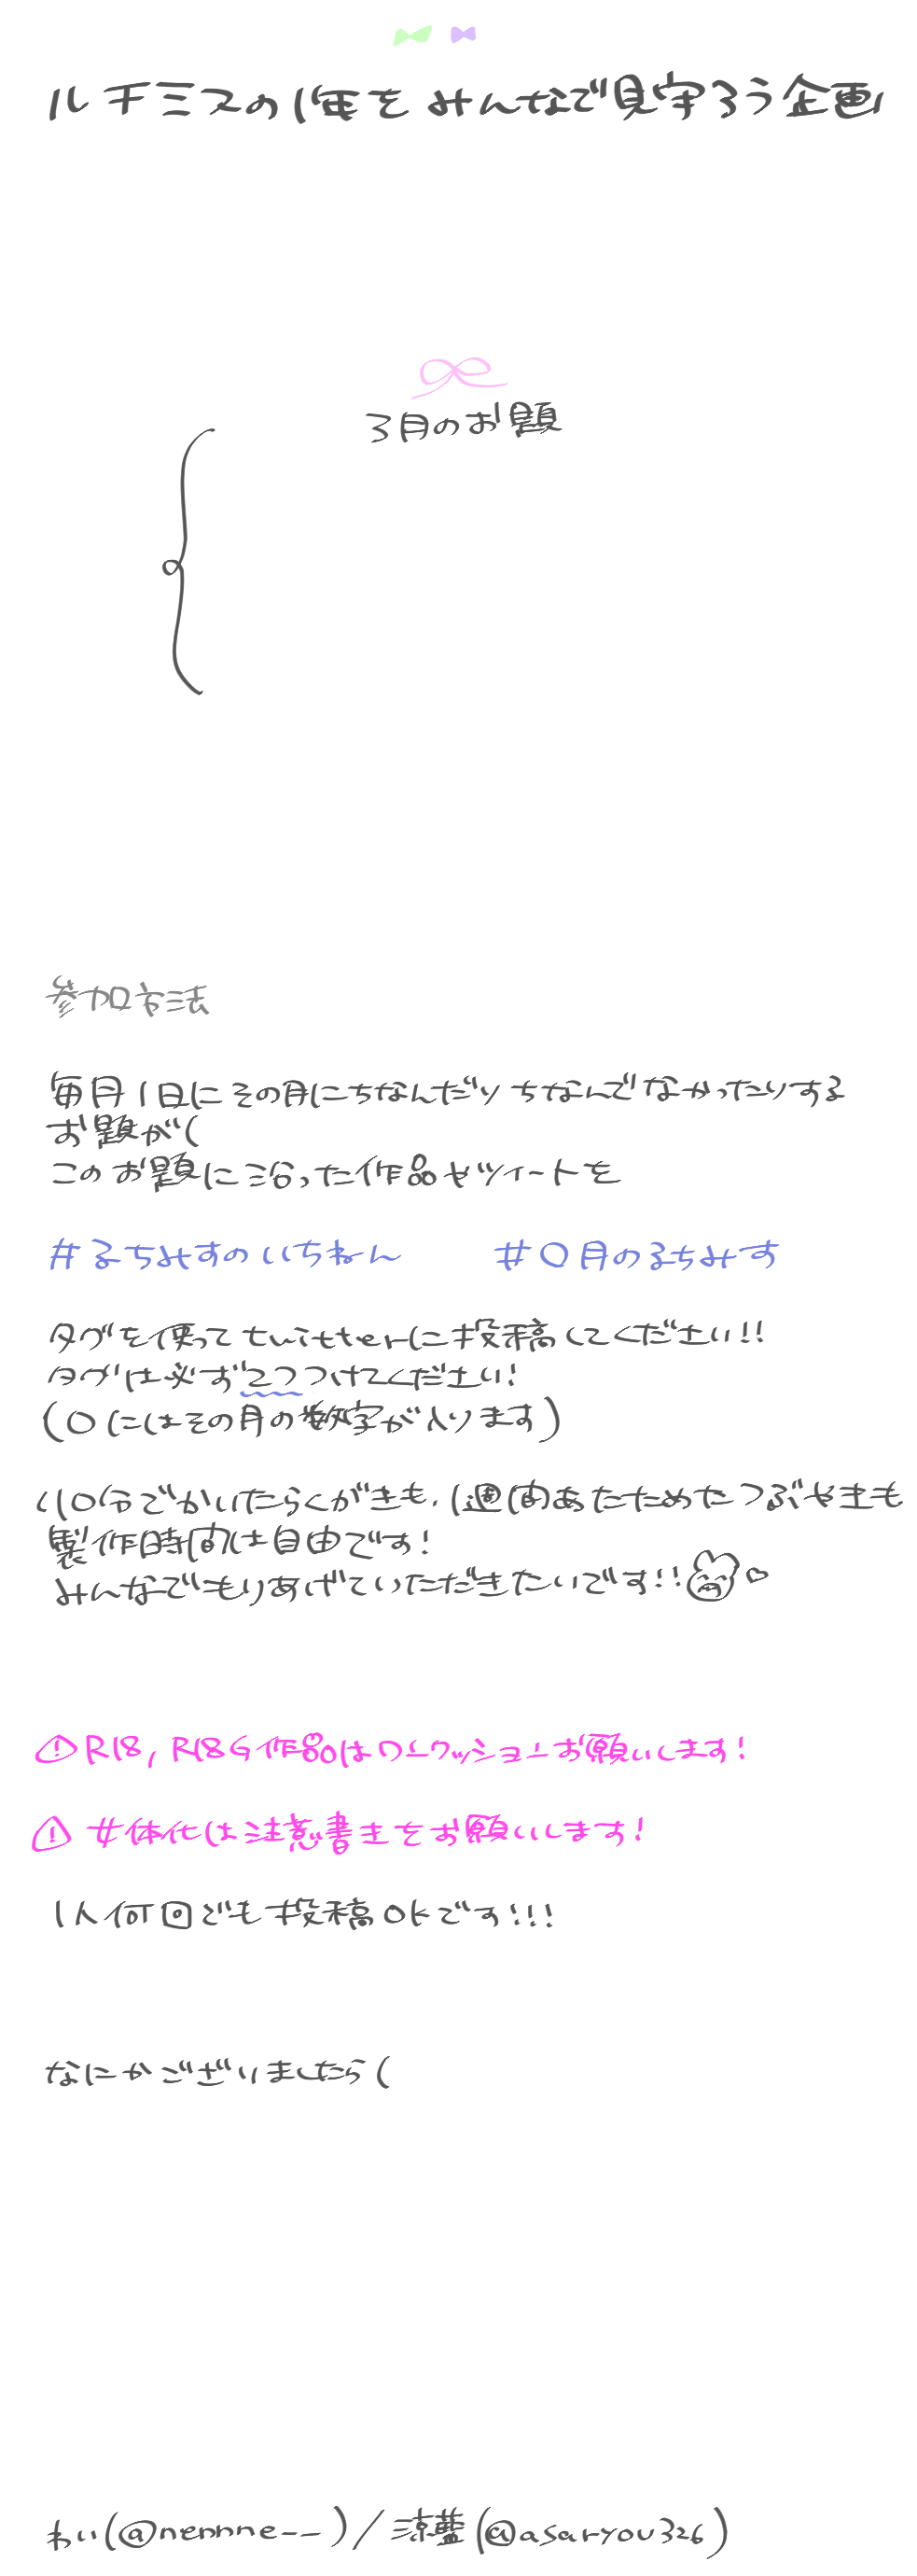 ルチミスの1年をみんなで見守ろう企画
3月のお題
参加方法
毎月1日にその月にちなんだりちなんでなかったりする
お題が(
このお題に沿った作品やツイートを
#るちみすのいちねん #〇月のるちみす
タグを使ってtwitterに投稿してください!!
タグは必ず2つつけてください!
(〇にはその月の数字が入ります)
10分でかいたらくがきも、1週間あたためたつぶやきも
製作時間は自由です!
みんなでもりあげていただきたいです!!
R18,R18G作品はワンクッションお願いします!
女体化は注意書きをお願いします!
1人何回でも投稿OKです!!!
なにかございましたら(
わい(@nennne--)/涼藍(@asaryou326)